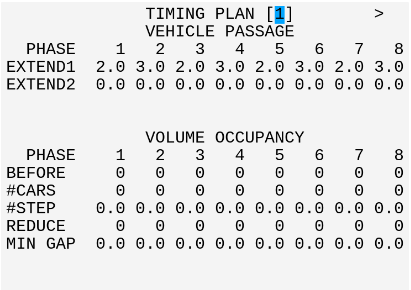 TIMING PLAN [1] >
VEHICLE PASSAGE
PHASE 1 2 3 4 5 6 7 8
EXTEND1 2.0 3.0 2.0 3.0 2.0 3.0 2.0 3.0
EXTEND2 0.0 0.0 0.0 0.0 0.0 0.0 0.0 0.0
VOLUME OCCUPANCY
PHASE 1 2 3 4 5 6 7 8
BEFORE 0 0 0 0 0 0 0 0
#CARS 0 0 0 0 0 0 0 0
#STEP 0.0 0.0 0.0 0.0 0.0 0.0 0.0 0.0
REDUCE 0 0 0 0 0 0 0 0
MIN GAP 0.0 0.0 0.0 0.0 0.0 0.0 0.0 0.0